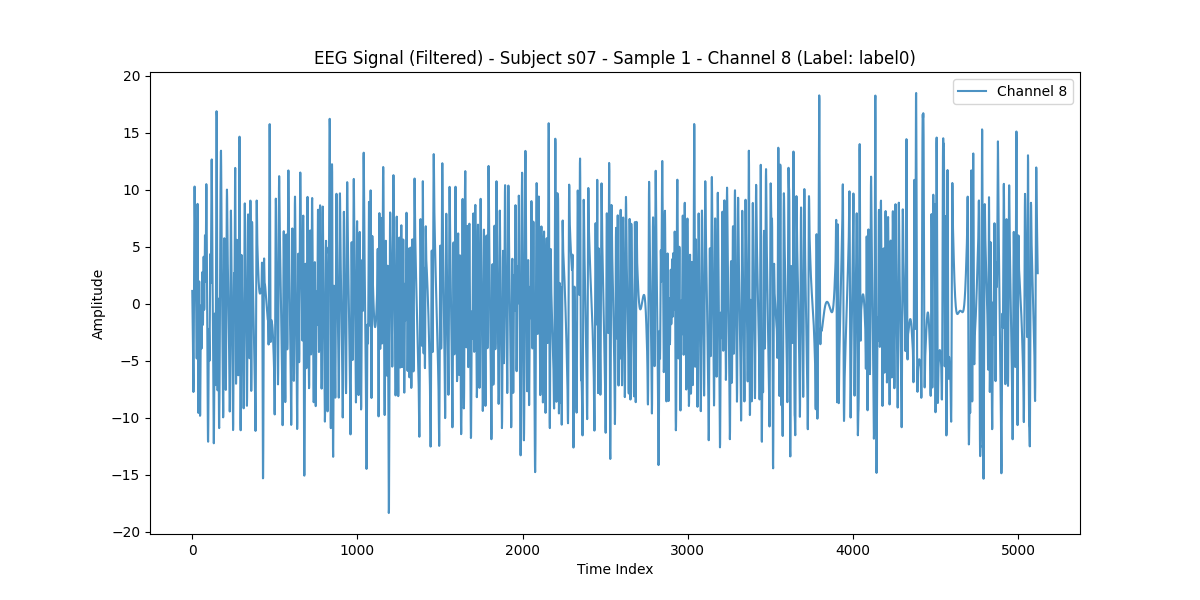 EEG Signal (Filtered) - Subject s07 - Sample 1 - Channel 8 (Label: label0)
Channel 8
20
15
10
5
0
−5
−10
−15
−20
Amplitude
0 1000 2000 3000 4000 5000
Time Index